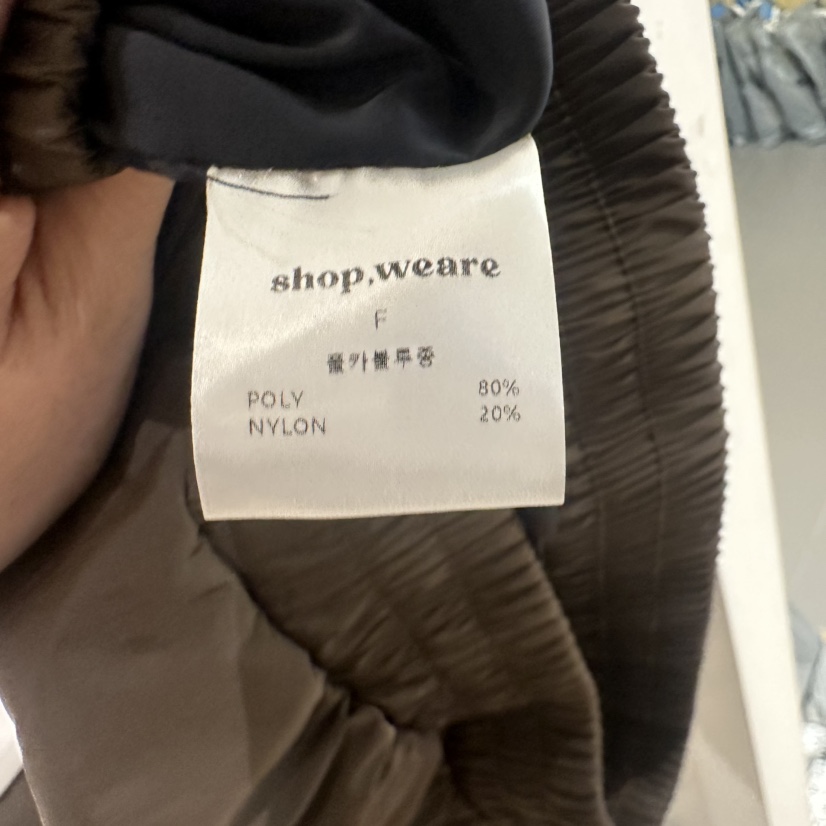 shop,weare
F
POLY 80%
NYLON 20%